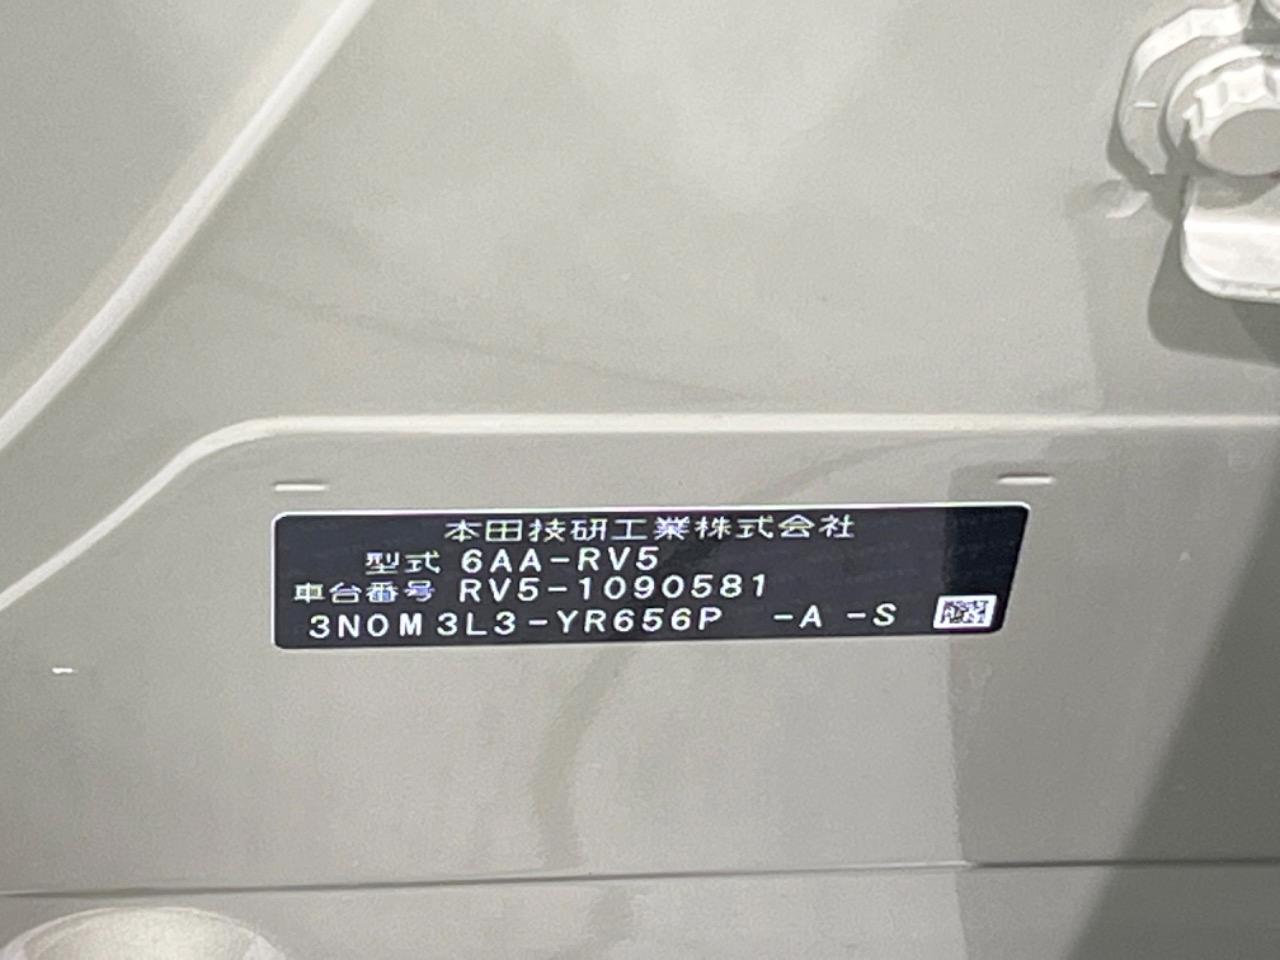 本田技研工業株式会社
型式 6AA-RV5
車台番号 RV5-1090581
3N0M3L3-YR656P -A -S